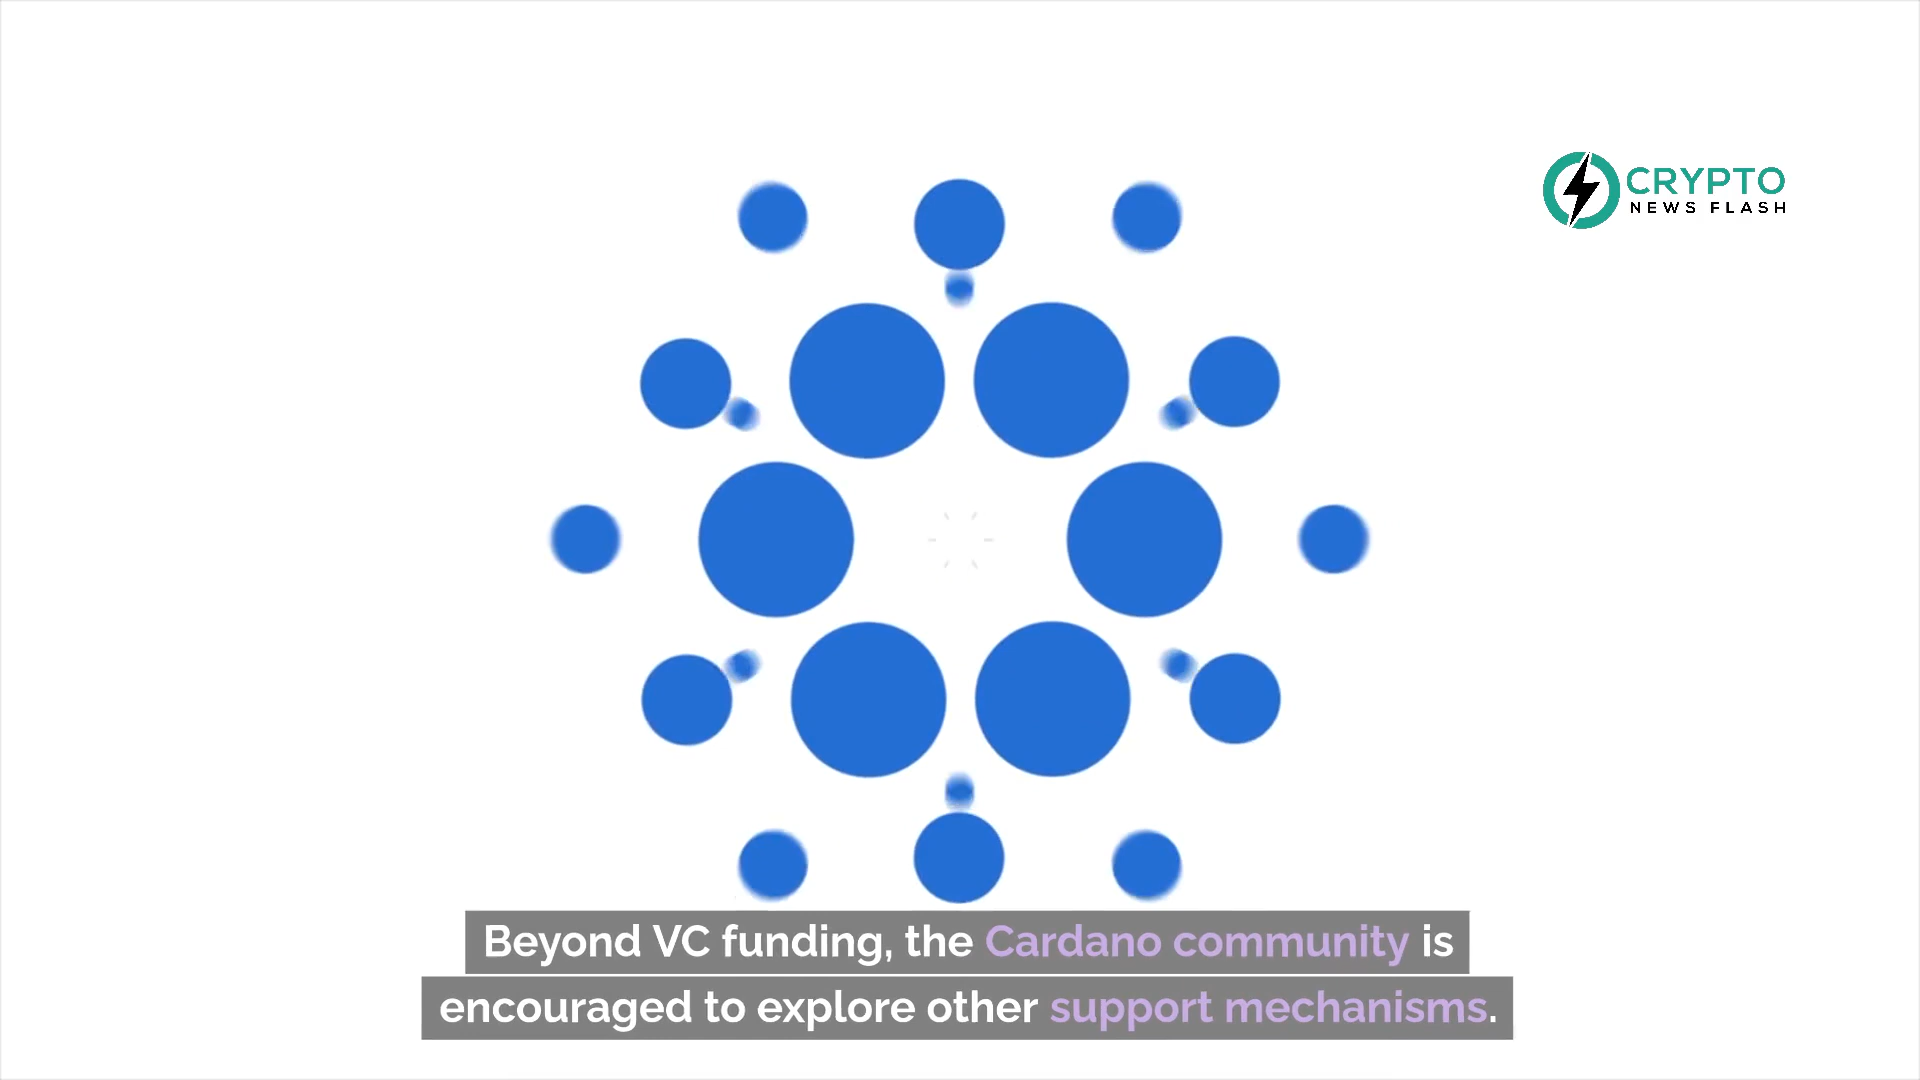 CRYPTO
NEWS FLASH
Beyond VC funding, the Cardano community is
encouraged to explore other support mechanisms.